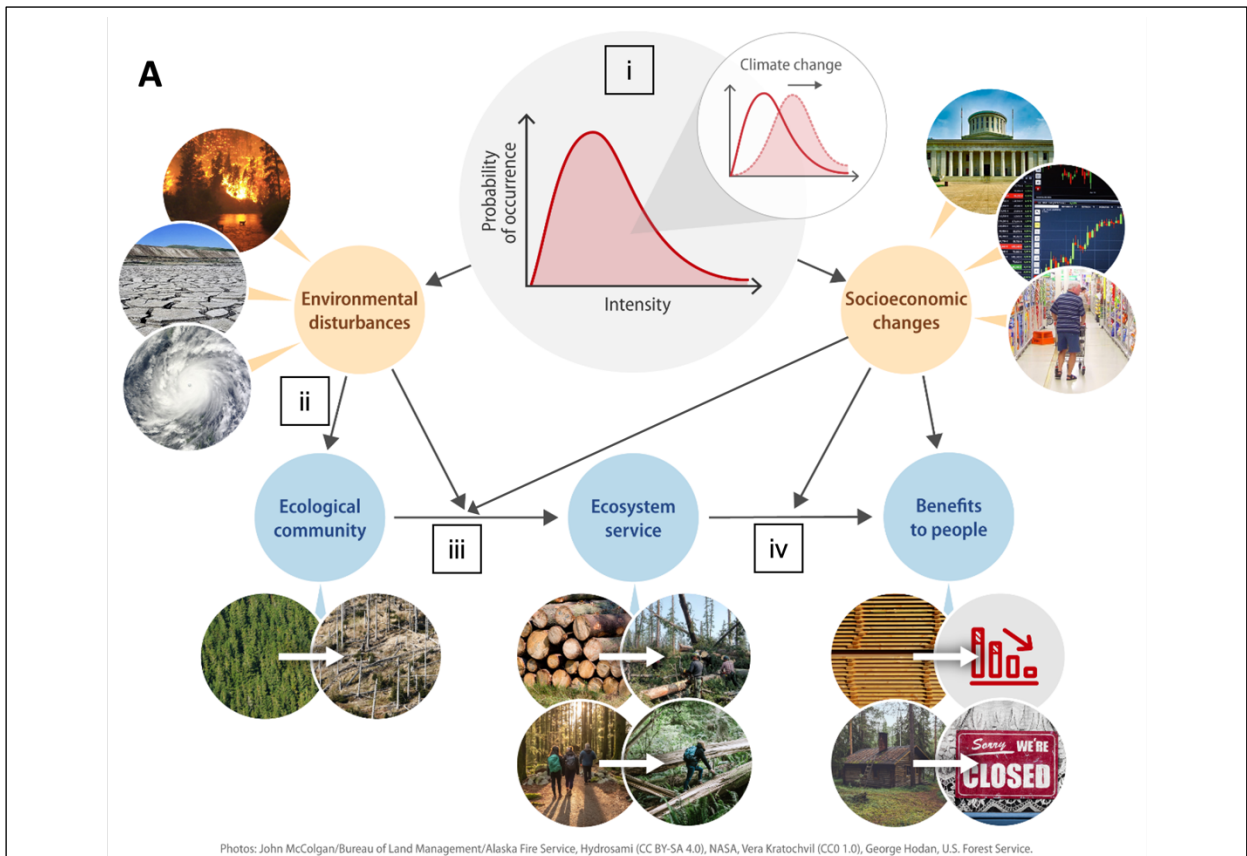 A
i
Climate change
Probability
of occurrence
Intensity
Environmental
disturbances
Socioeconomic
changes
ii
Ecological
community
iii
Ecosystem
service
iv
Benefits
to people
Sorry WE'RE
CLOSED
Photos: John McColgan/Bureau of Land Management/Alaska Fire Service, Hydrosami (CC BY-SA 4.0), NASA, Vera Kratochvil (CC0 1.0), George Hodan, U.S. Forest Service.